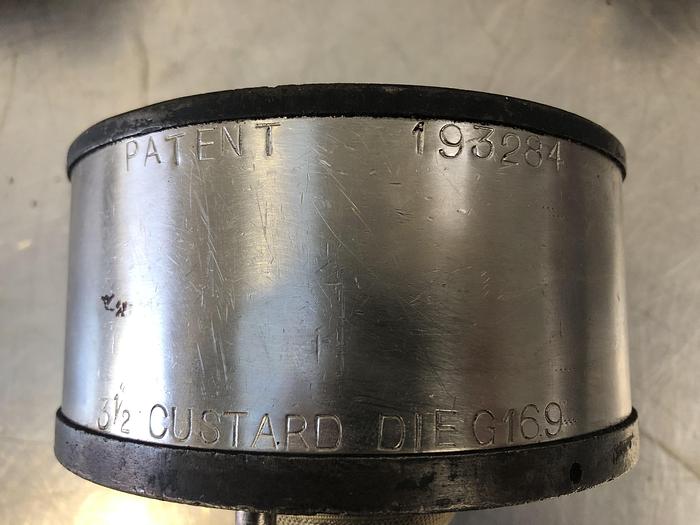 PATENT 193284
3½" CUSTARD DIE G169